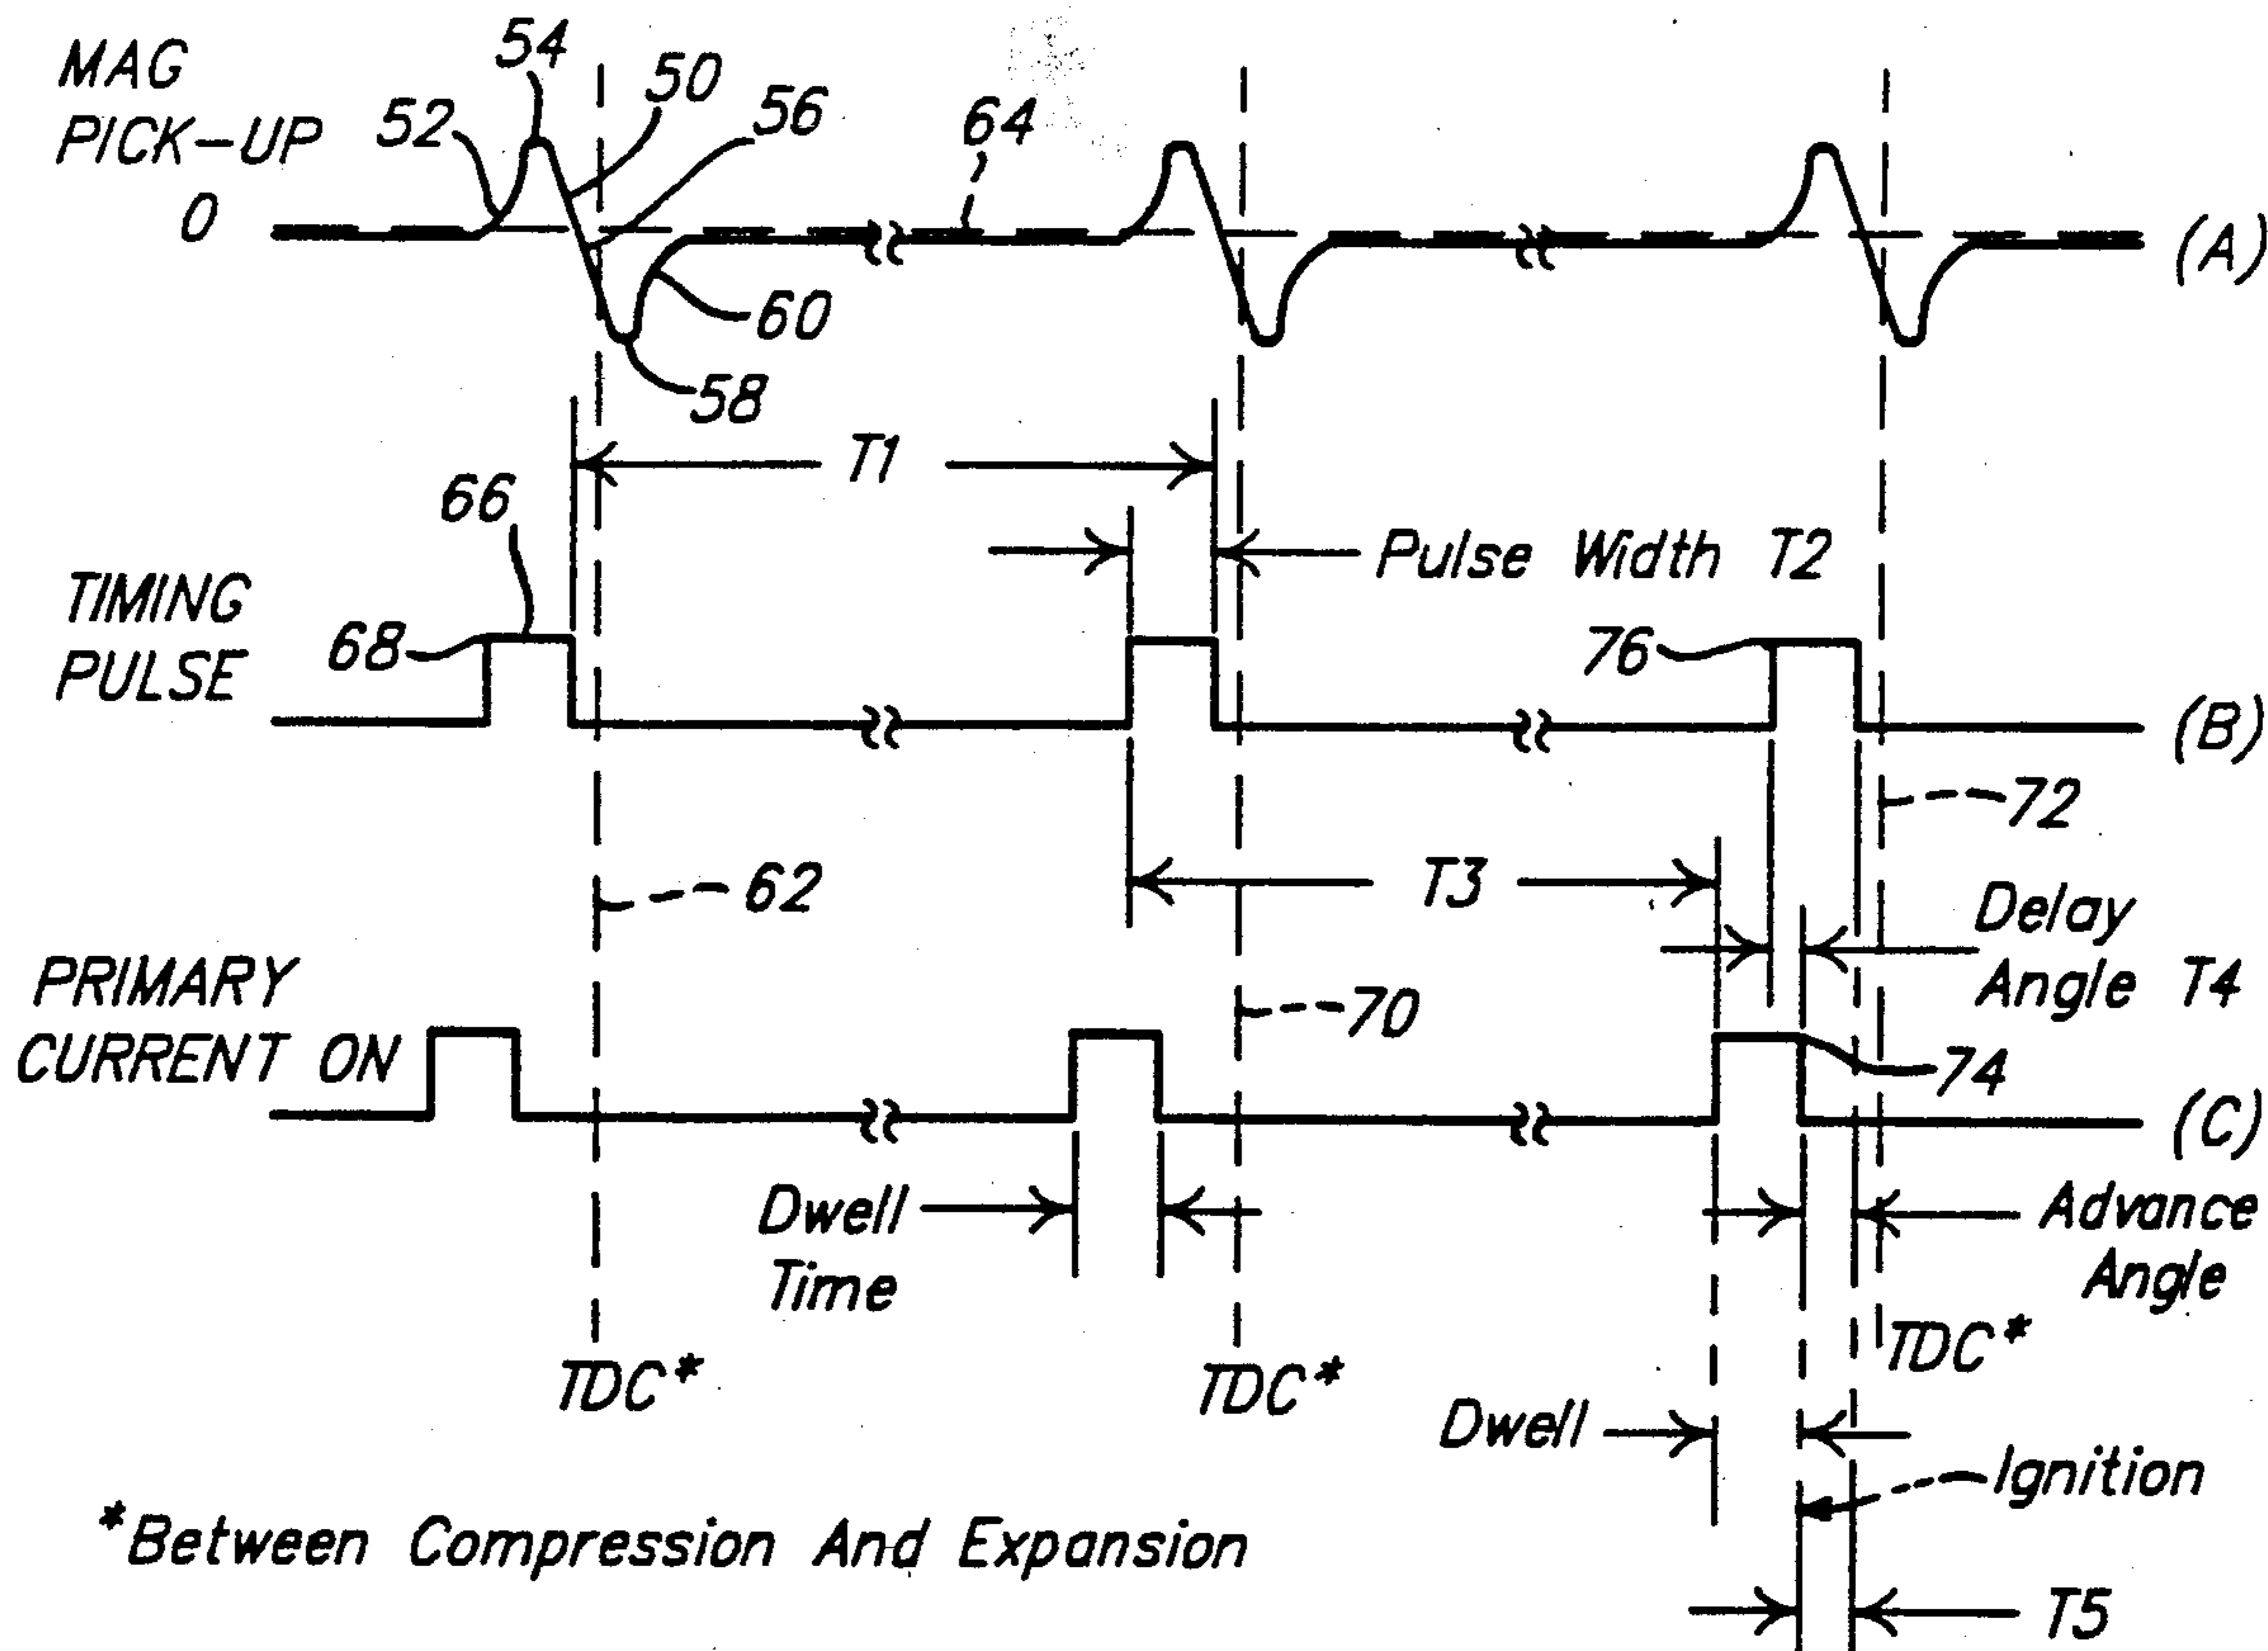 54
MAG
PICK-UP
52
50
56
64
0
(A)
60
58
T1
66
Pulse Width T2
TIMING
PULSE
68
76
(B)
72
62
T3
Delay
Angle T4
PRIMARY
CURRENT ON
70
74
(C)
Dwell
Time
Advance
Angle
TDC*
TDC*
TDC*
Dwell
Ignition
*Between Compression And Expansion
T5